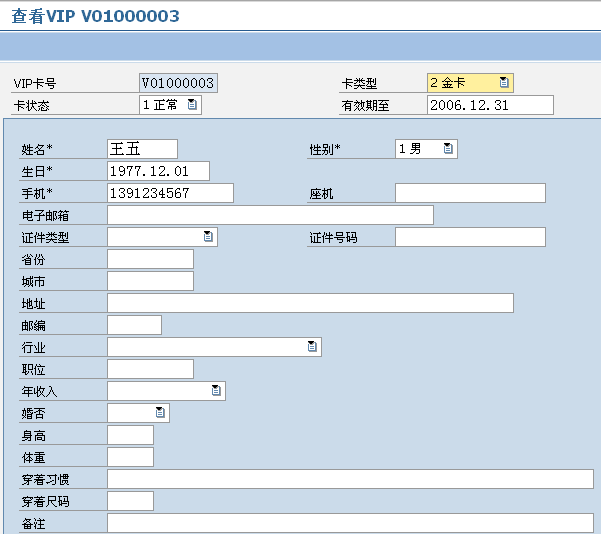 查看VIP V01000003
VIP卡号 V01000003 卡类型 2 金卡
卡状态 1 正常 有效期至 2006.12.31
姓名* 王五 性别* 1 男
生日* 1977.12.01
手机* 1391234567 座机
电子邮箱
证件类型 证件号码
省份
城市
地址
邮编
行业
职位
年收入
婚否
身高
体重
穿着习惯
穿着尺码
备注